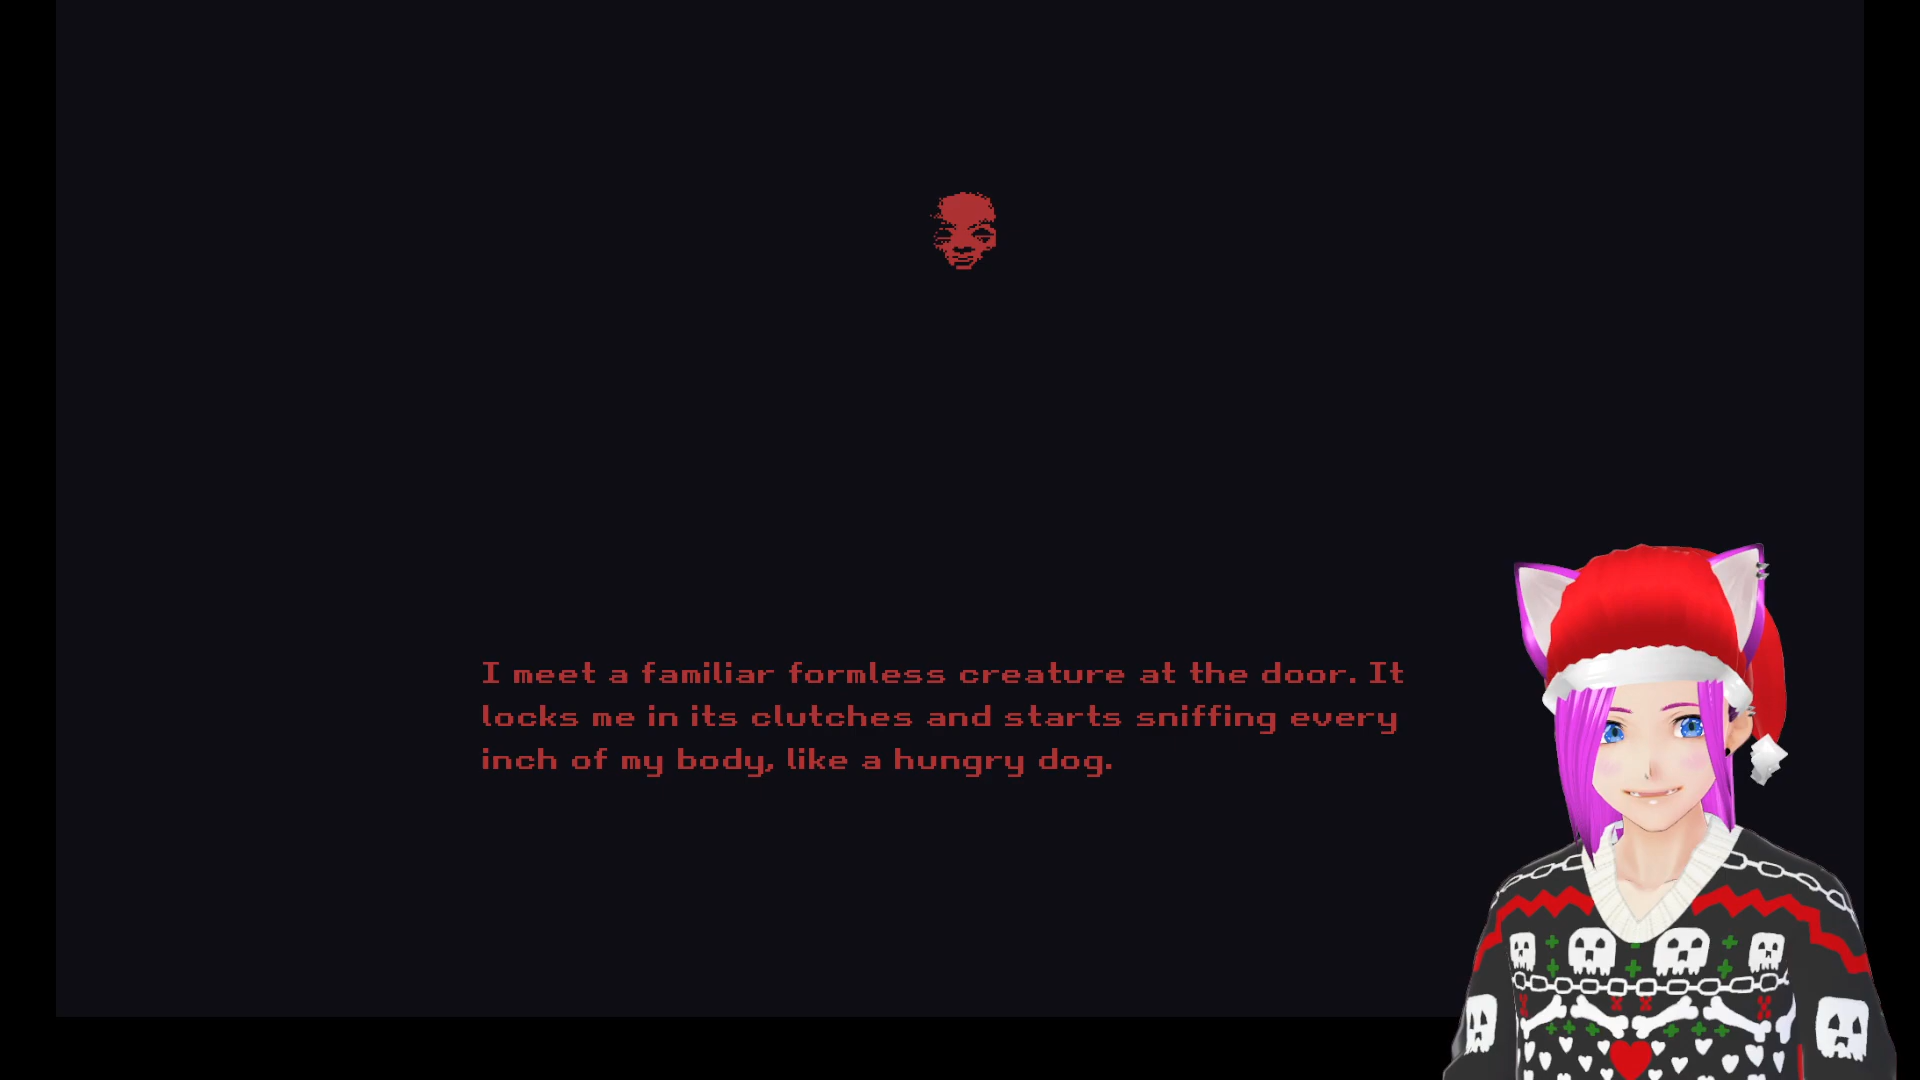 I meet a familiar formless creature at the door. It
locks me in its clutches and starts sniffing every
inch of my body, like a hungry dog.